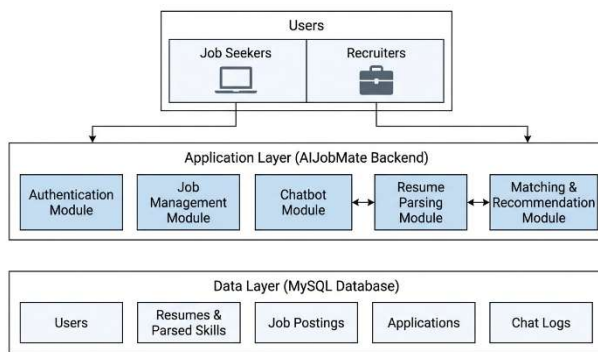 Users
Job Seekers
Recruiters
Application Layer (AIJobMate Backend)
Authentication
Module
Job
Management
Module
Chatbot
Module
Resume
Parsing
Module
Matching &
Recommendation
Module
Data Layer (MySQL Database)
Users
Resumes &
Parsed Skills
Job Postings
Applications
Chat Logs